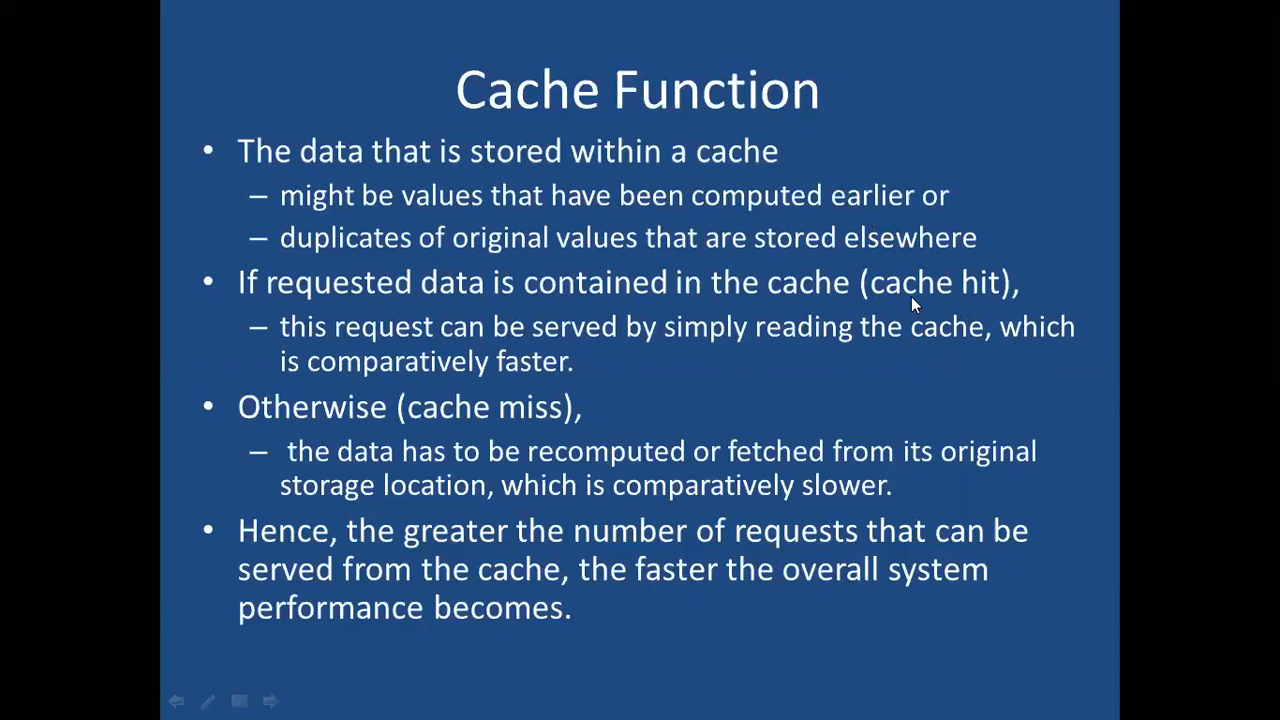 Cache Function
• The data that is stored within a cache
– might be values that have been computed earlier or
– duplicates of original values that are stored elsewhere
• If requested data is contained in the cache (cache hit),
– this request can be served by simply reading the cache, which
is comparatively faster.
• Otherwise (cache miss),
– the data has to be recomputed or fetched from its original
storage location, which is comparatively slower.
• Hence, the greater the number of requests that can be
served from the cache, the faster the overall system
performance becomes.